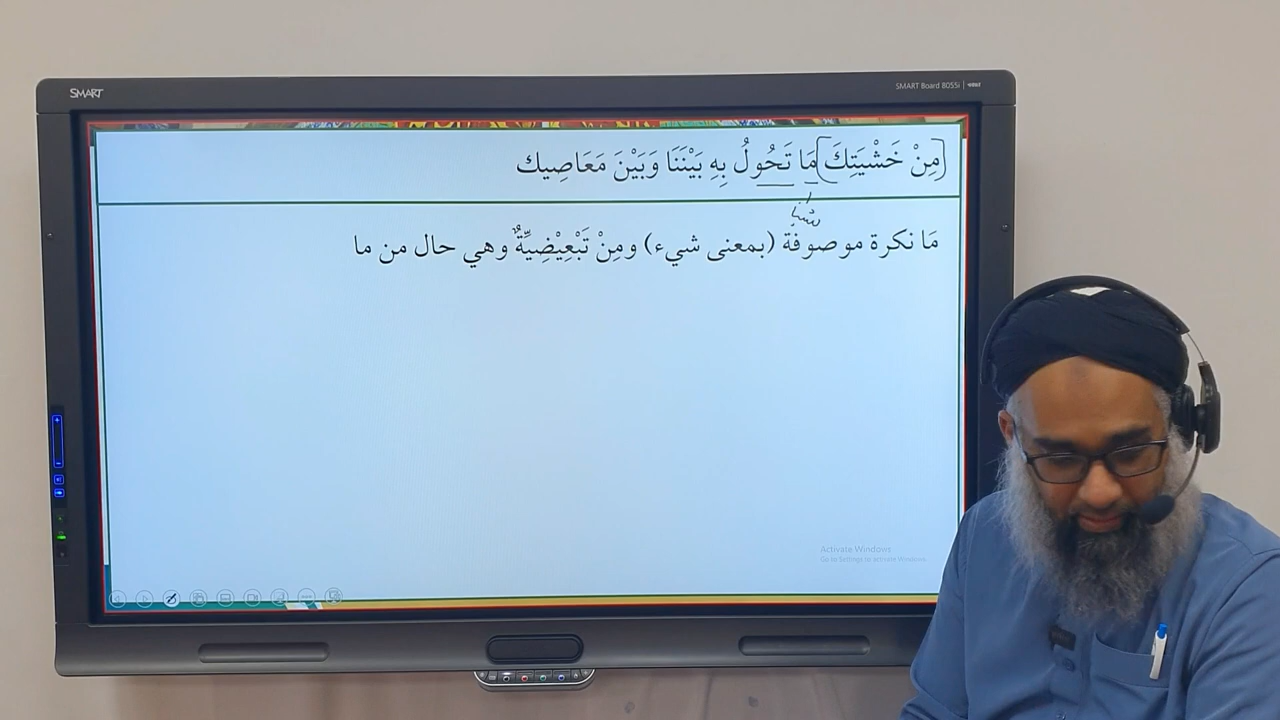 SMART
SMART Board 8055i
[مِنْ خَشْيَتِكَ] مَا تَحُولُ بِهِ بَيْنَنَا وَبَيْنَ مَعَاصِيك
شيئا
مَا نكرة موصوفة (بمعنى شيء) ومِنْ تَبْعِيْضِيَّةٌ وهي حال من ما
Activate Windows
Go to Settings to activate Windows.